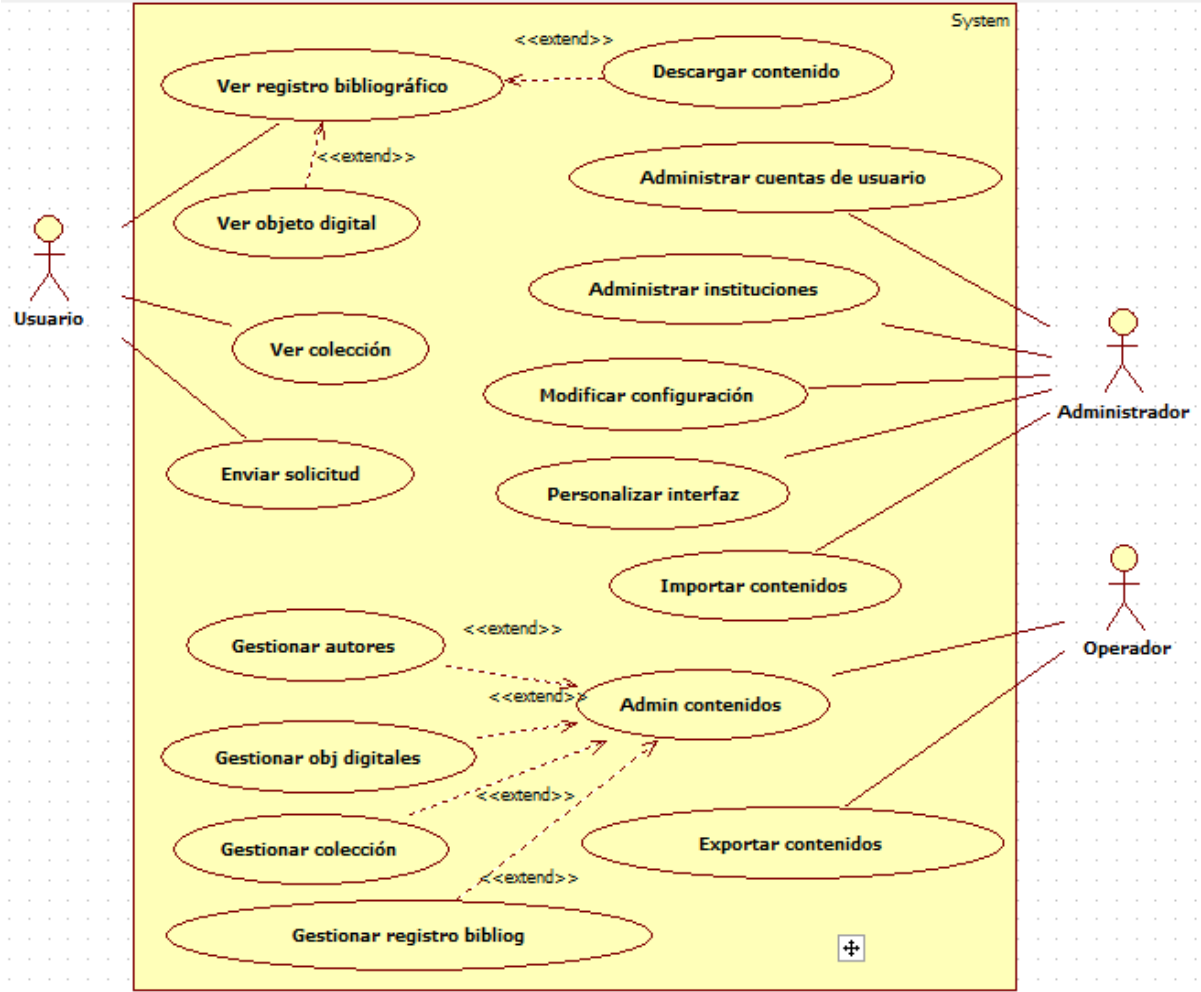 System
<<extend>>
Ver registro bibliográfico
Descargar contenido
<<extend>>
Administrar cuentas de usuario
Ver objeto digital
Administrar instituciones
Usuario
Ver colección
Modificar configuración
Administrador
Enviar solicitud
Personalizar interfaz
Importar contenidos
<<extend>>
Gestionar autores
Operador
<<extend>>
Admin contenidos
Gestionar obj digitales
<<extend>>
Gestionar colección
Exportar contenidos
<<extend>>
Gestionar registro bibliog